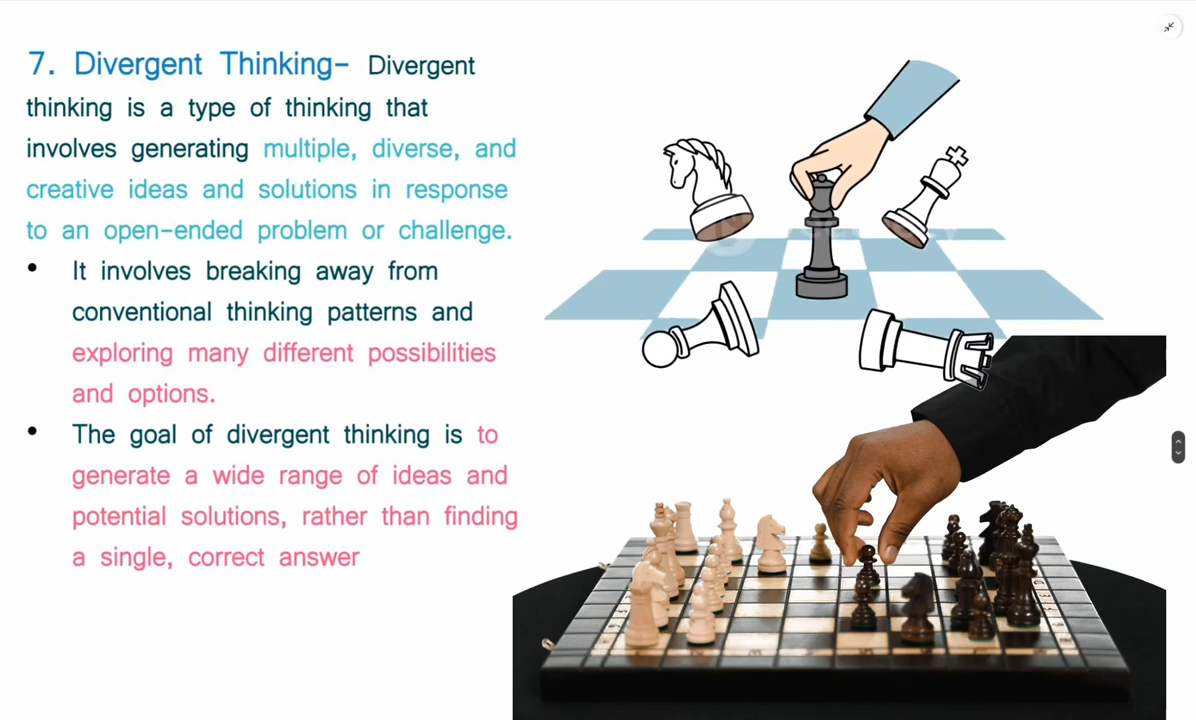 7. Divergent Thinking- Divergent
thinking is a type of thinking that
involves generating multiple, diverse, and
creative ideas and solutions in response
to an open-ended problem or challenge.
• It involves breaking away from
conventional thinking patterns and
exploring many different possibilities
and options.
• The goal of divergent thinking is to
generate a wide range of ideas and
potential solutions, rather than finding
a single, correct answer